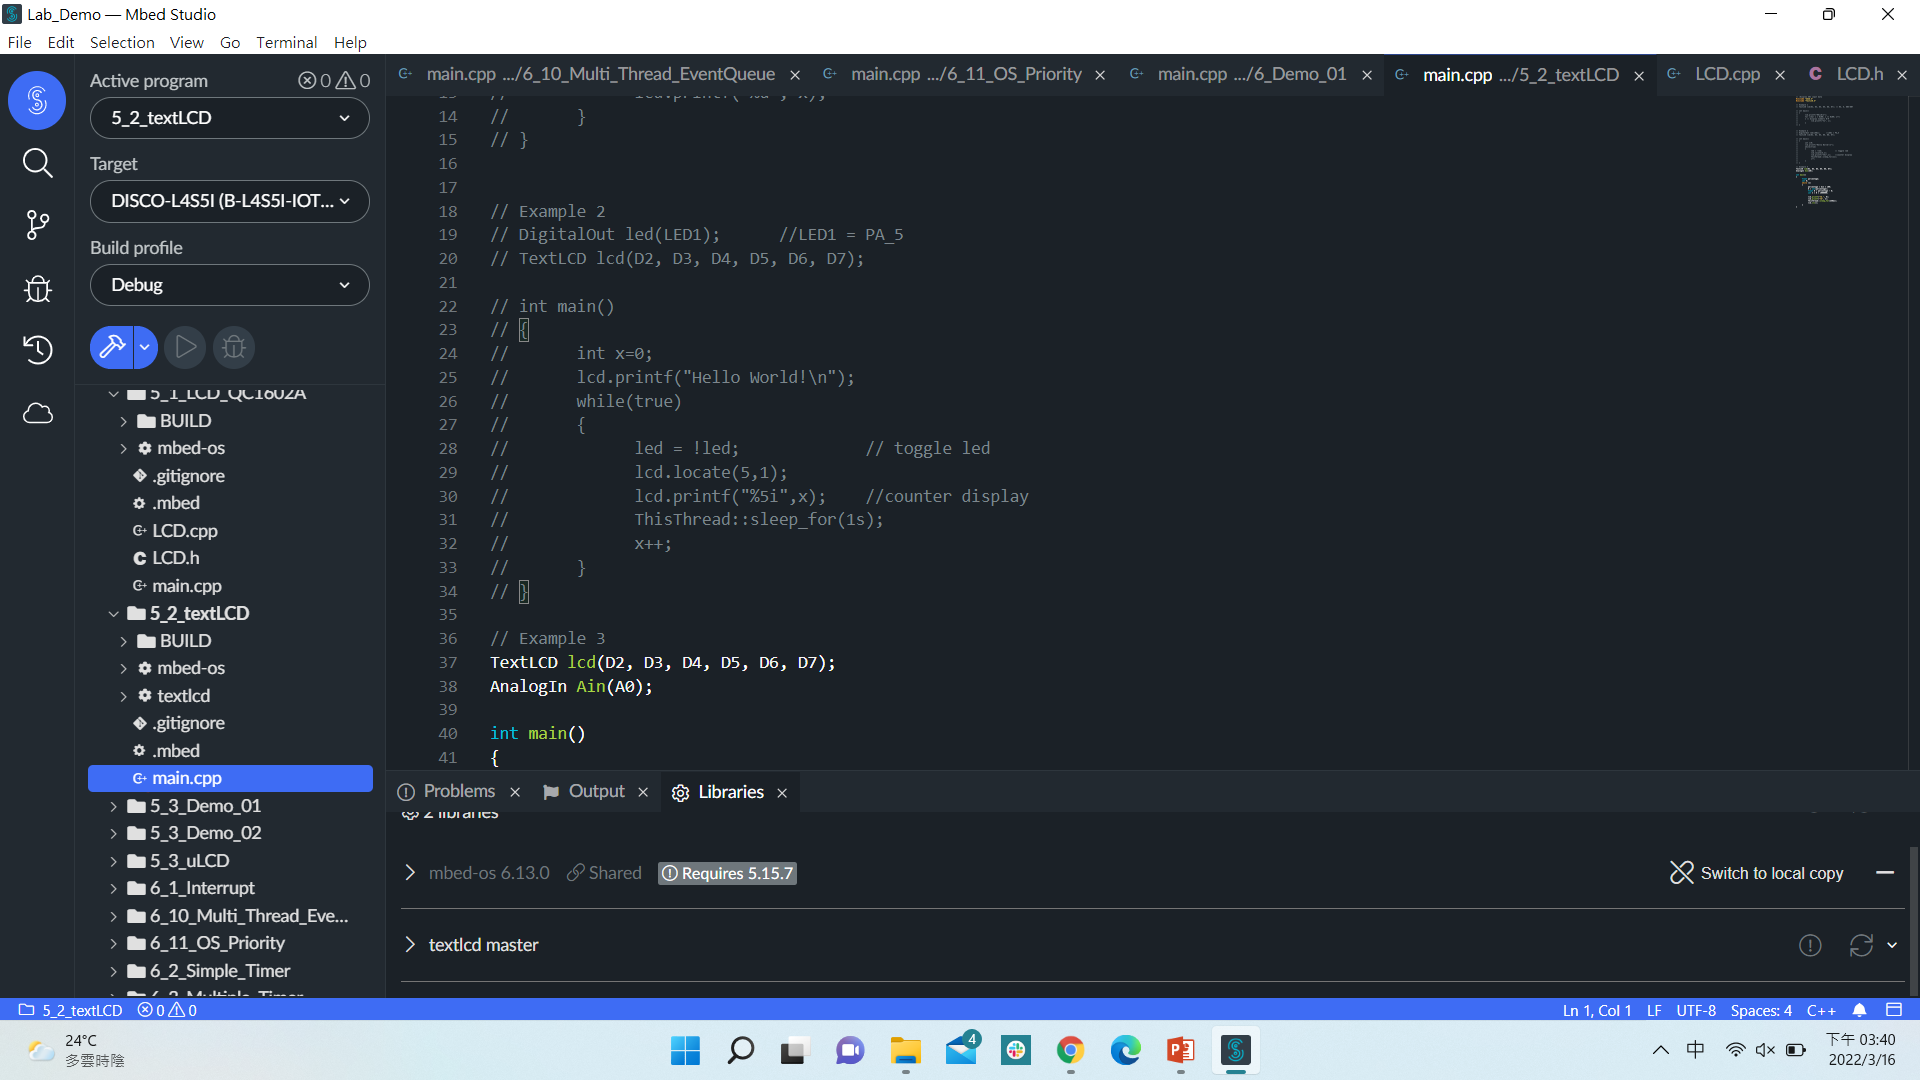 Lab_Demo — Mbed Studio
File Edit Selection View Go Terminal Help
Active program 0 0
5_2_textLCD
Target
DISCO-L4S5I (B-L4S5I-IOT...
Build profile
Debug
5_1_LCD_QC1602A
BUILD
mbed-os
.gitignore
.mbed
LCD.cpp
LCD.h
main.cpp
5_2_textLCD
BUILD
mbed-os
textlcd
.gitignore
.mbed
main.cpp
5_3_Demo_01
5_3_Demo_02
5_3_uLCD
6_1_Interrupt
6_10_Multi_Thread_Eve...
6_11_OS_Priority
6_2_Simple_Timer
main.cpp .../6_10_Multi_Thread_EventQueue main.cpp .../6_11_OS_Priority main.cpp .../6_Demo_01 main.cpp .../5_2_textLCD LCD.cpp LCD.h
14 // }
15 // }
16
17
18 // Example 2
19 // DigitalOut led(LED1); //LED1 = PA_5
20 // TextLCD lcd(D2, D3, D4, D5, D6, D7);
21
22 // int main()
23 // {
24 // int x=0;
25 // lcd.printf("Hello World!\n");
26 // while(true)
27 // {
28 // led = !led; // toggle led
29 // lcd.locate(5,1);
30 // lcd.printf("%5i",x); //counter display
31 // ThisThread::sleep_for(1s);
32 // x++;
33 // }
34 // }
35
36 // Example 3
37 TextLCD lcd(D2, D3, D4, D5, D6, D7);
38 AnalogIn Ain(A0);
39
40 int main()
41 {
Problems Output Libraries
2 libraries
mbed-os 6.13.0 Shared Requires 5.15.7 Switch to local copy
textlcd master
5_2_textLCD 0 0 Ln 1, Col 1 LF UTF-8 Spaces: 4 C++
24°C
多雲時陰
4
中
下午 03:40
2022/3/16